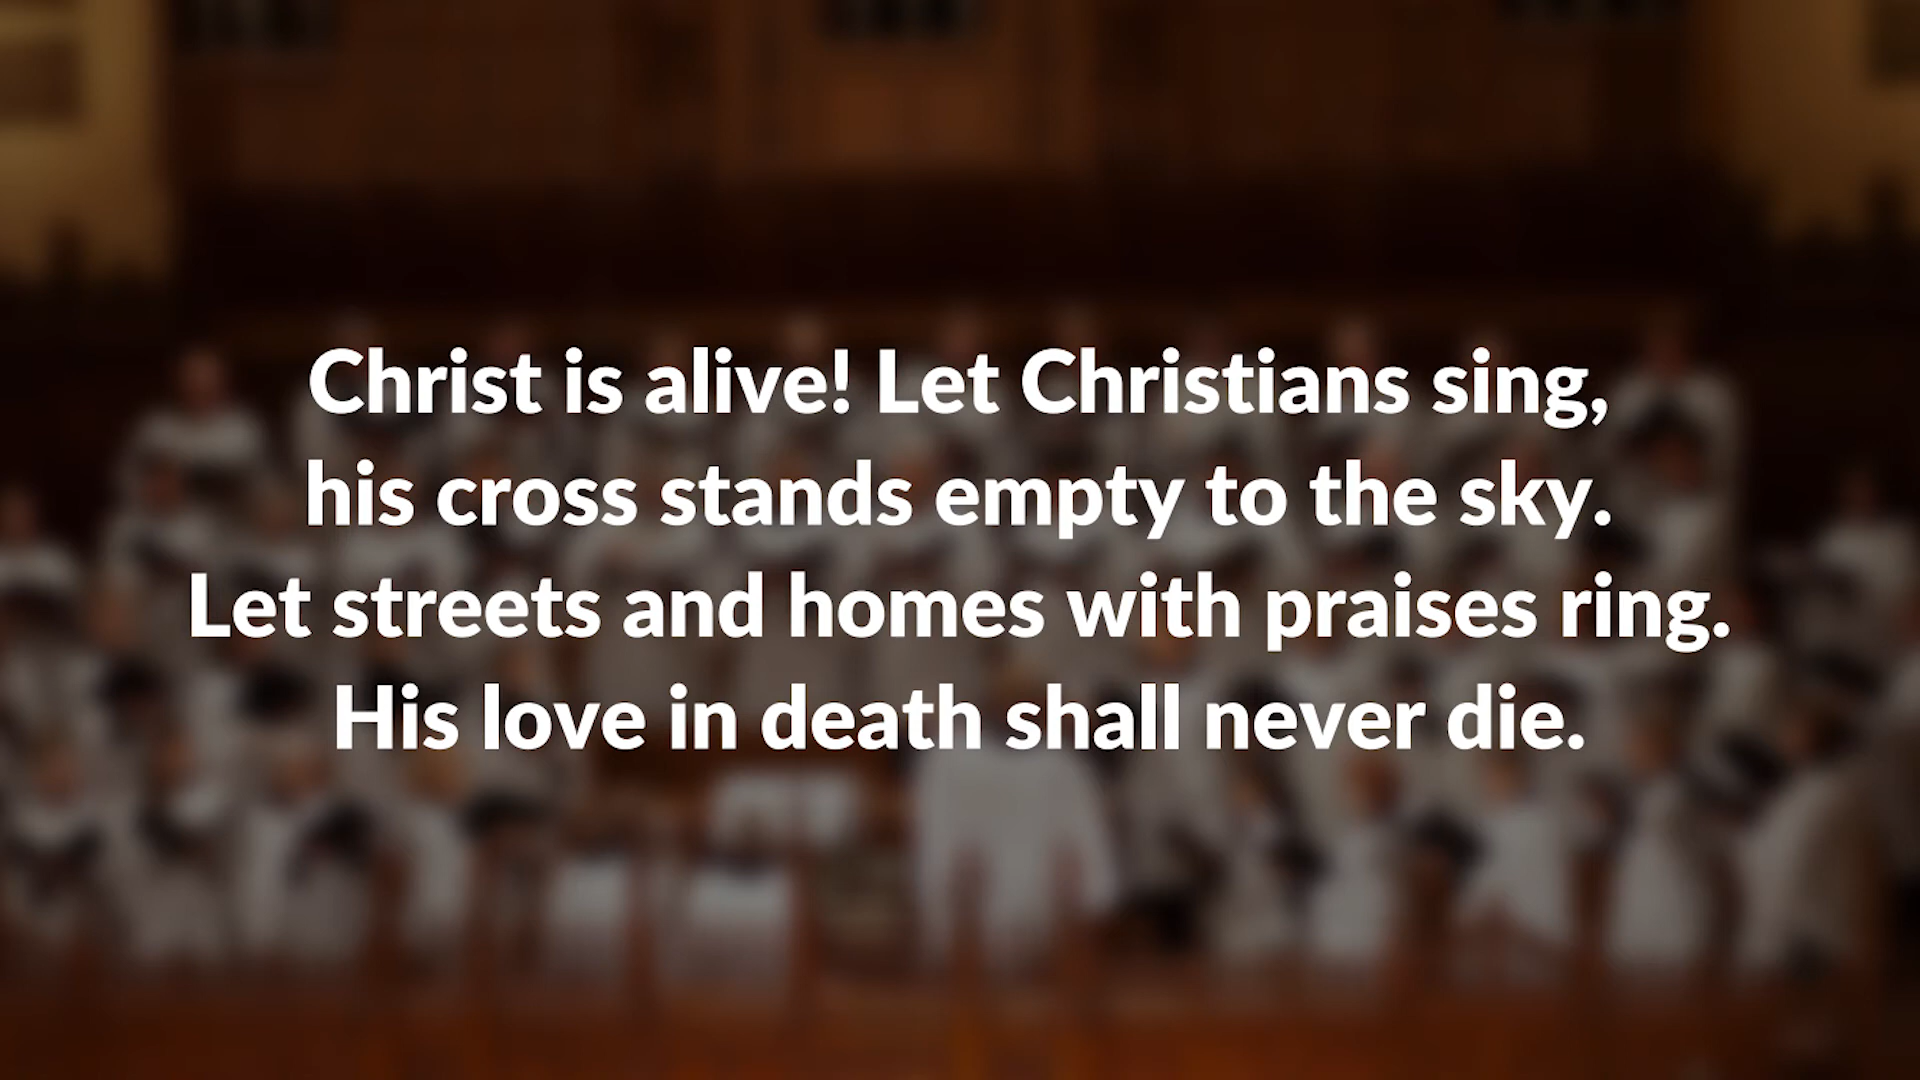 Christ is alive! Let Christians sing,
his cross stands empty to the sky.
Let streets and homes with praises ring.
His love in death shall never die.